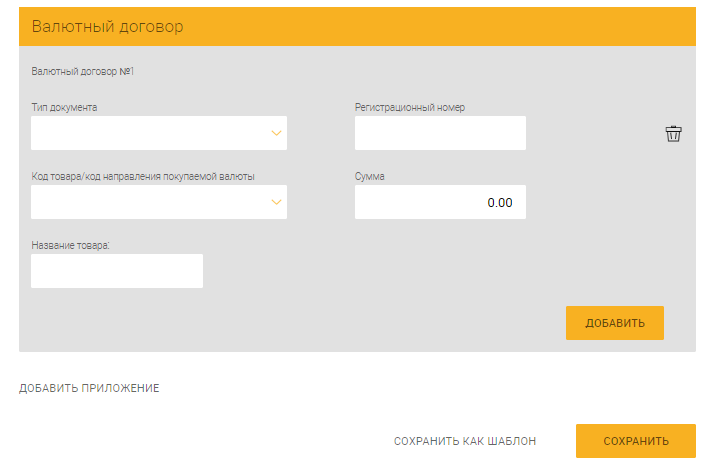 Валютный договор
Валютный договор №1
Тип документа
Регистрационный номер
Код товара/код направления покупаемой валюты
Сумма
0.00
Название товара:
ДОБАВИТЬ
ДОБАВИТЬ ПРИЛОЖЕНИЕ
СОХРАНИТЬ КАК ШАБЛОН
СОХРАНИТЬ